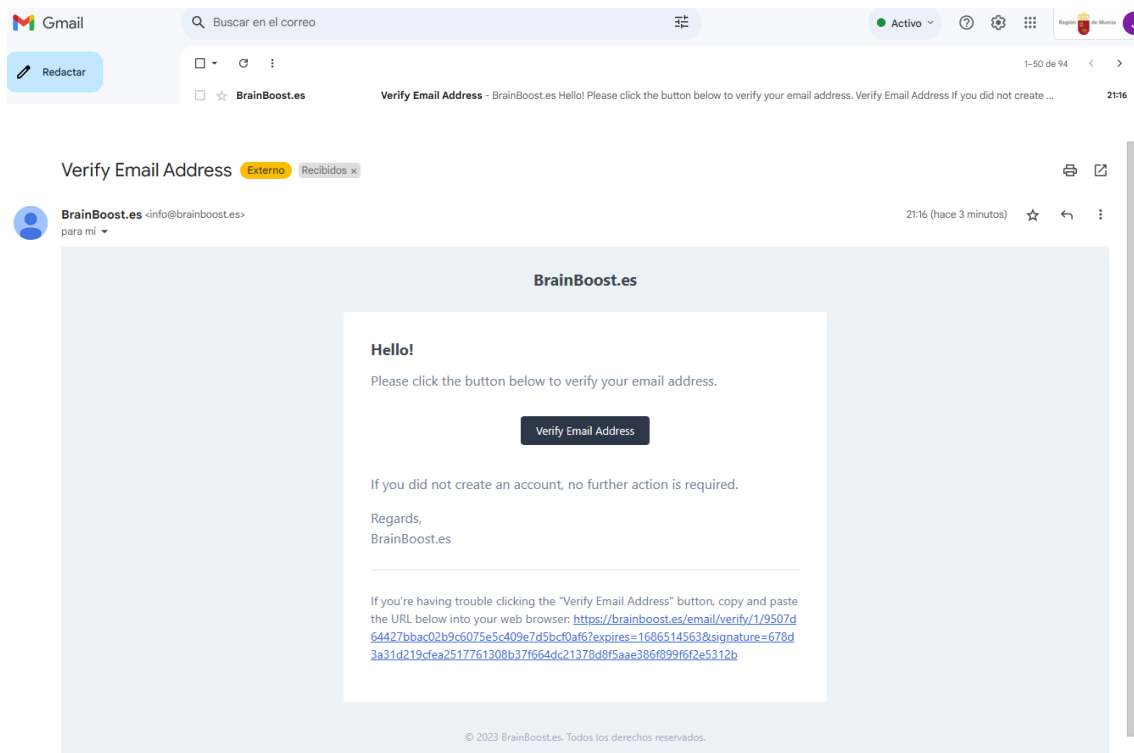 Gmail
Buscar en el correo
Activo
Región de Murcia
J
Redactar
1–50 de 94
BrainBoost.es Verify Email Address - BrainBoost.es Hello! Please click the button below to verify your email address. Verify Email Address If you did not create ... 21:16
Verify Email Address Externo Recibidos ×
BrainBoost.es <info@brainboost.es> 21:16 (hace 3 minutos)
para mí
BrainBoost.es
Hello!
Please click the button below to verify your email address.
Verify Email Address
If you did not create an account, no further action is required.
Regards,
BrainBoost.es
If you're having trouble clicking the "Verify Email Address" button, copy and paste
the URL below into your web browser: https://brainboost.es/email/verify/1/9507d
64427bbac02b9c6075e5c409e7d5bcf0af6?expires=1686514563&signature=678d
3a31d219cfea2517761308b37f664dc21378d8f5aae386f899f6f2e5312b
© 2023 BrainBoost.es. Todos los derechos reservados.